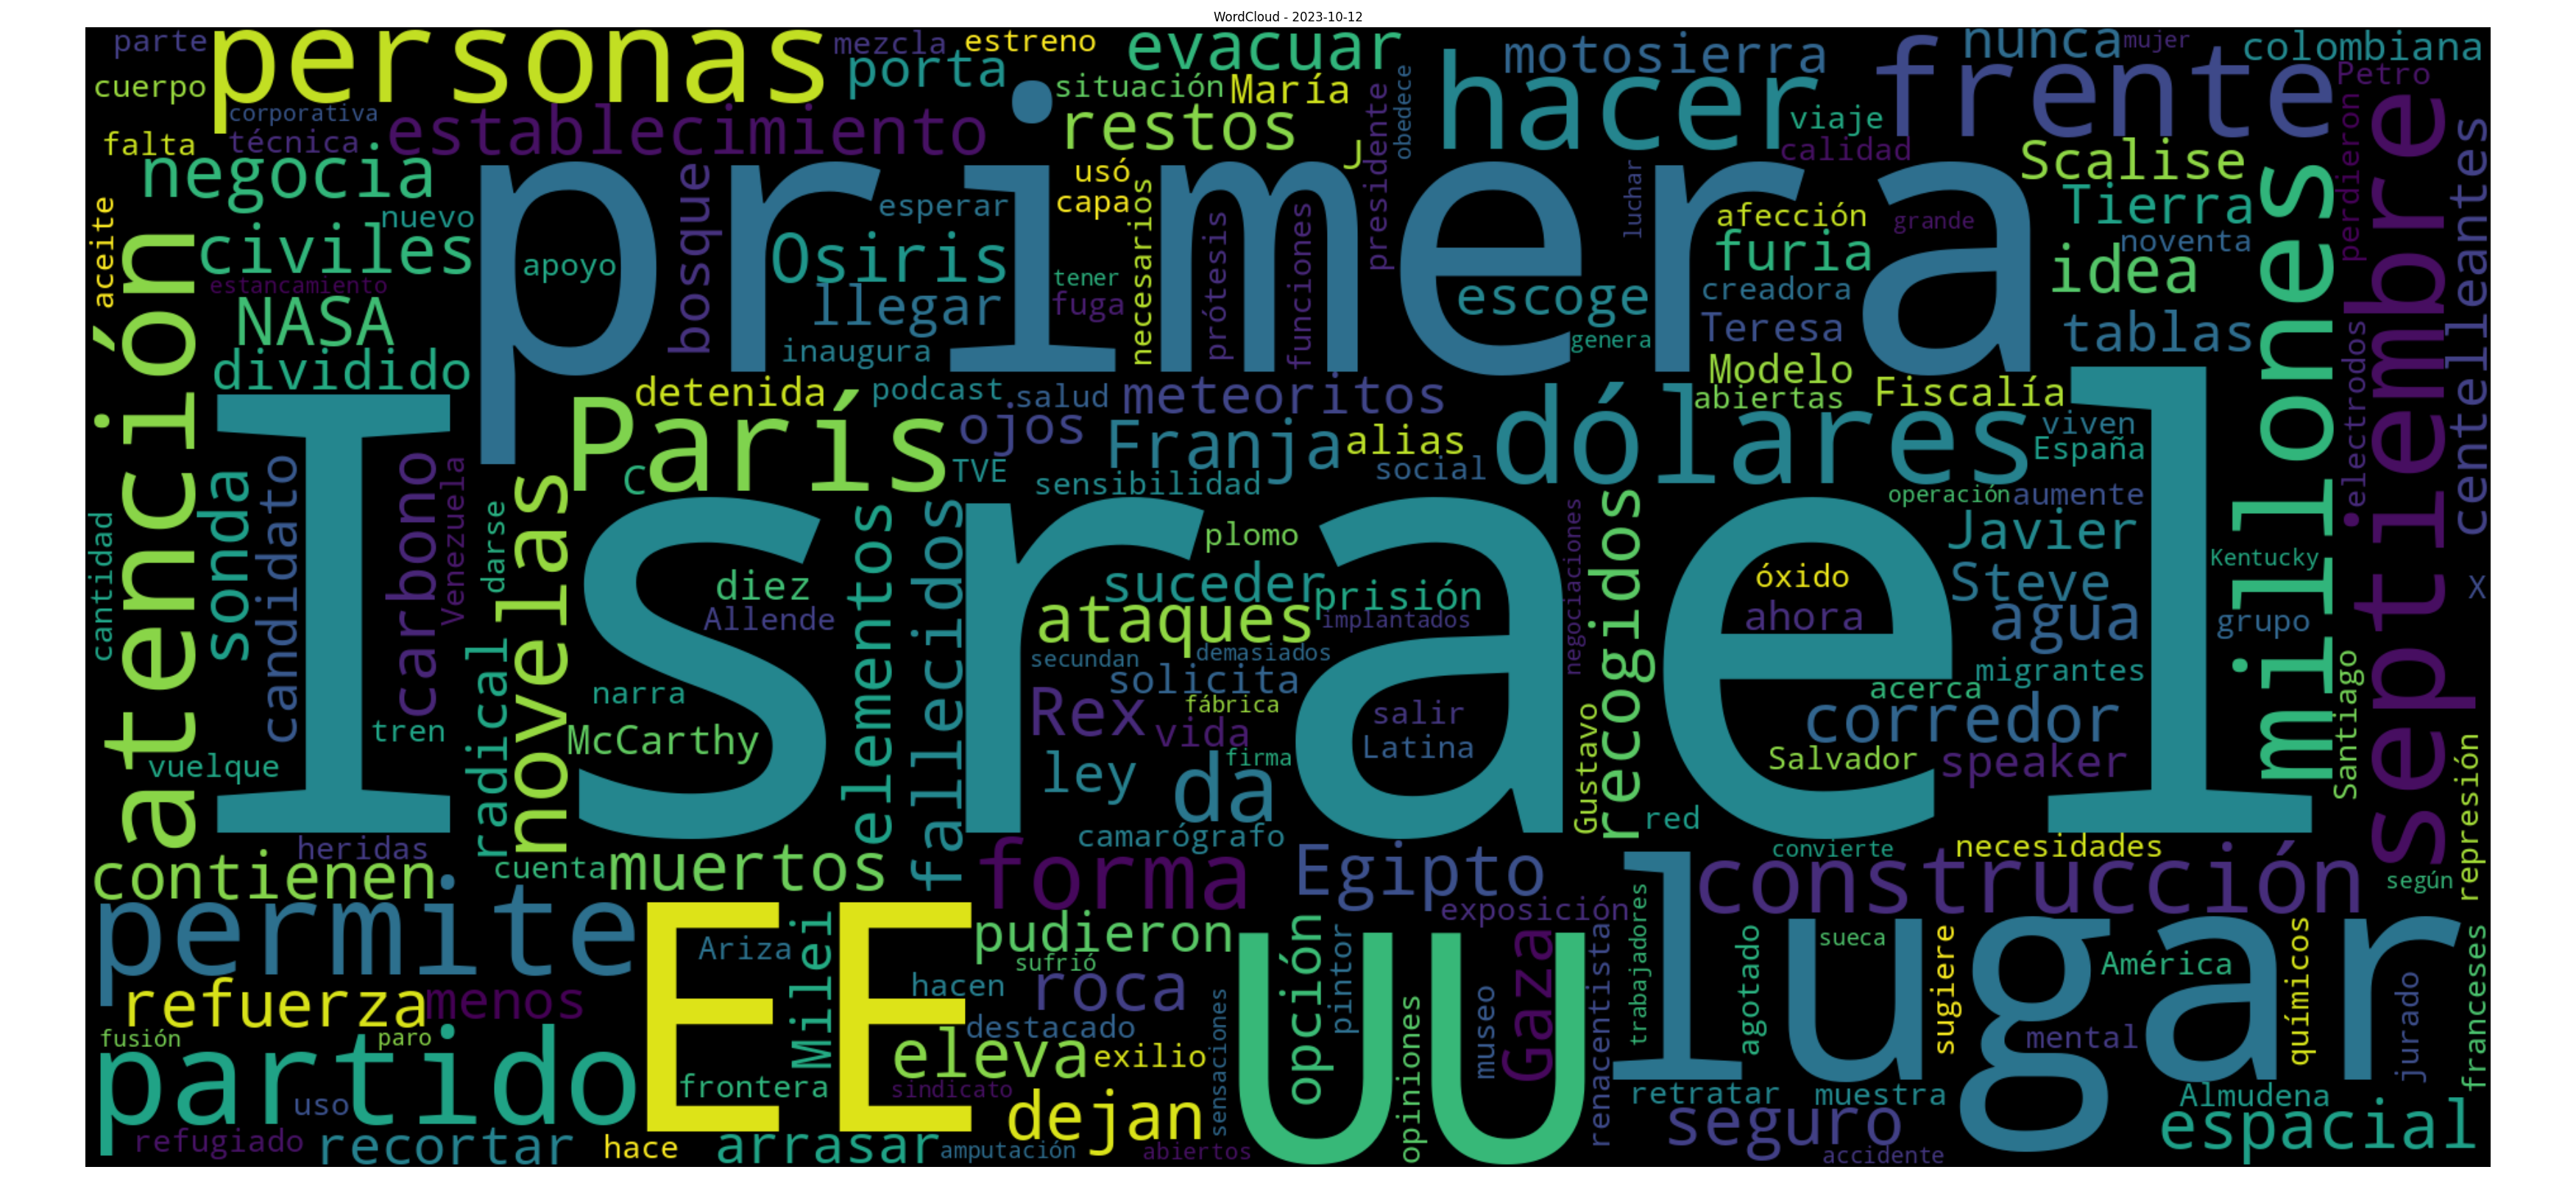 WordCloud - 2023-10-12
parte
personas
mezcla
estreno
evacuar
motosierra
nunca
mujer
colombiana
cuerpo
porta
situación
María
hacer
frente
Petro
corporativa
falta
técnica
establecimiento
restos
J
presidente
obedece
viaje
calidad
Scalise
perdieron
septiembre
centelleantes
negocia
bosque
primera
usó
capa
necesarios
luchar
afección
grande
Tierra
millones
aceite
nuevo
civiles
esperar
Osiris
apoyo
tener
fuga
prótesis
funciones
furia
noventa
idea
estancamiento
NASA
llegar
escoge
creadora
Teresa
tablas
atención
dividido
inaugura
genera
Modelo
electrodos
detenida
podcast
salud
meteoritos
abiertas
Fiscalía
París
ojos
Franja
alias
dólares
viven
España
C
TVE
sensibilidad
social
Israel
sonda
candidato
carbono
Venezuela
darse
novelas
operación
aumente
cantidad
elementos
fallecidos
plomo
negociaciones
recogidos
Javier
Kentucky
diez
Allende
suceder
prisión
óxido
Steve
X
ataques
implantados
ahora
agua
grupo
radical
secundan
demasiados
solicita
migrantes
Santiago
narra
Rex
vida
fábrica
salir
acerca
tren
McCarthy
Latina
corredor
vuelque
ley
firma
da
Gustavo
Salvador
speaker
represión
heridas
camarógrafo
red
contienen
cuenta
muertos
forma
Egipto
convierte
necesidades
construcción
según
permite
EE
UU
lugar
Ariza
Milei
pudieron
opción
pintor
exposición
trabajadores
sueca
América
químicos
franceses
refuerza
menos
hacen
sufrió
roca
Gaza
renacentista
agotado
sugiere
jurado
fusión
paro
destacado
museo
mental
partido
eleva
exilio
sensaciones
opiniones
uso
frontera
sindicato
dejan
retratar
muestra
Almudena
refugiado
recortar
hace
arrasar
amputación
abiertos
seguro
accidente
espacial